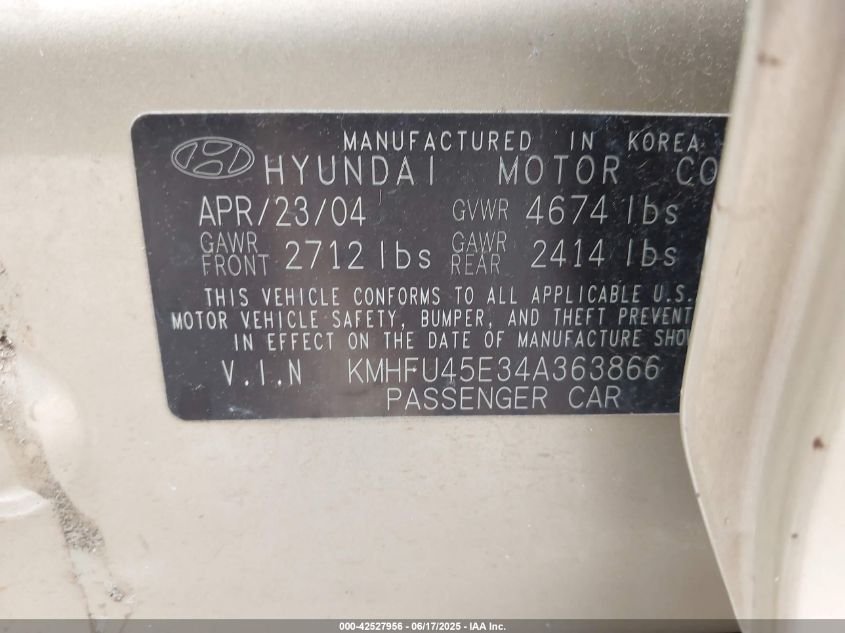 MANUFACTURED IN KOREA
HYUNDAI MOTOR CO
APR/23/04 GVWR 4674 lbs
GAWR FRONT 2712 lbs GAWR REAR 2414 lbs
THIS VEHICLE CONFORMS TO ALL APPLICABLE U.S.
MOTOR VEHICLE SAFETY, BUMPER, AND THEFT PREVENT
IN EFFECT ON THE DATE OF MANUFACTURE SHO
V.I.N KMHFU45E34A363866
PASSENGER CAR
000-42527956 - 06/17/2025 - IAA Inc.